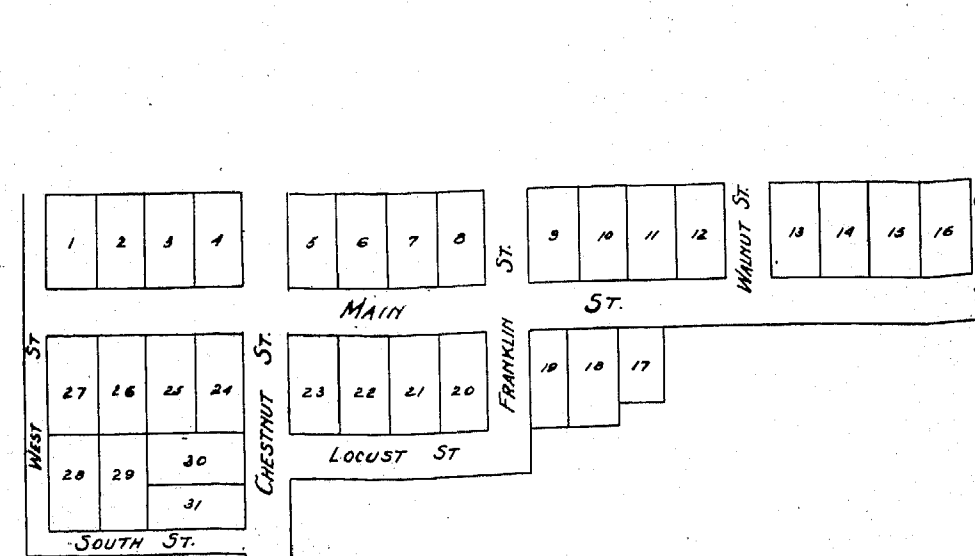 1 2 3 4 5 6 7 8 9 10 11 12 WALNUT ST. 13 14 15 16
MAIN ST.
WEST ST
27 26 25 24
CHESTNUT ST.
23 22 21 20
FRANKLIN ST.
19 18 17
28 29 30
31
LOCUST ST
SOUTH ST.